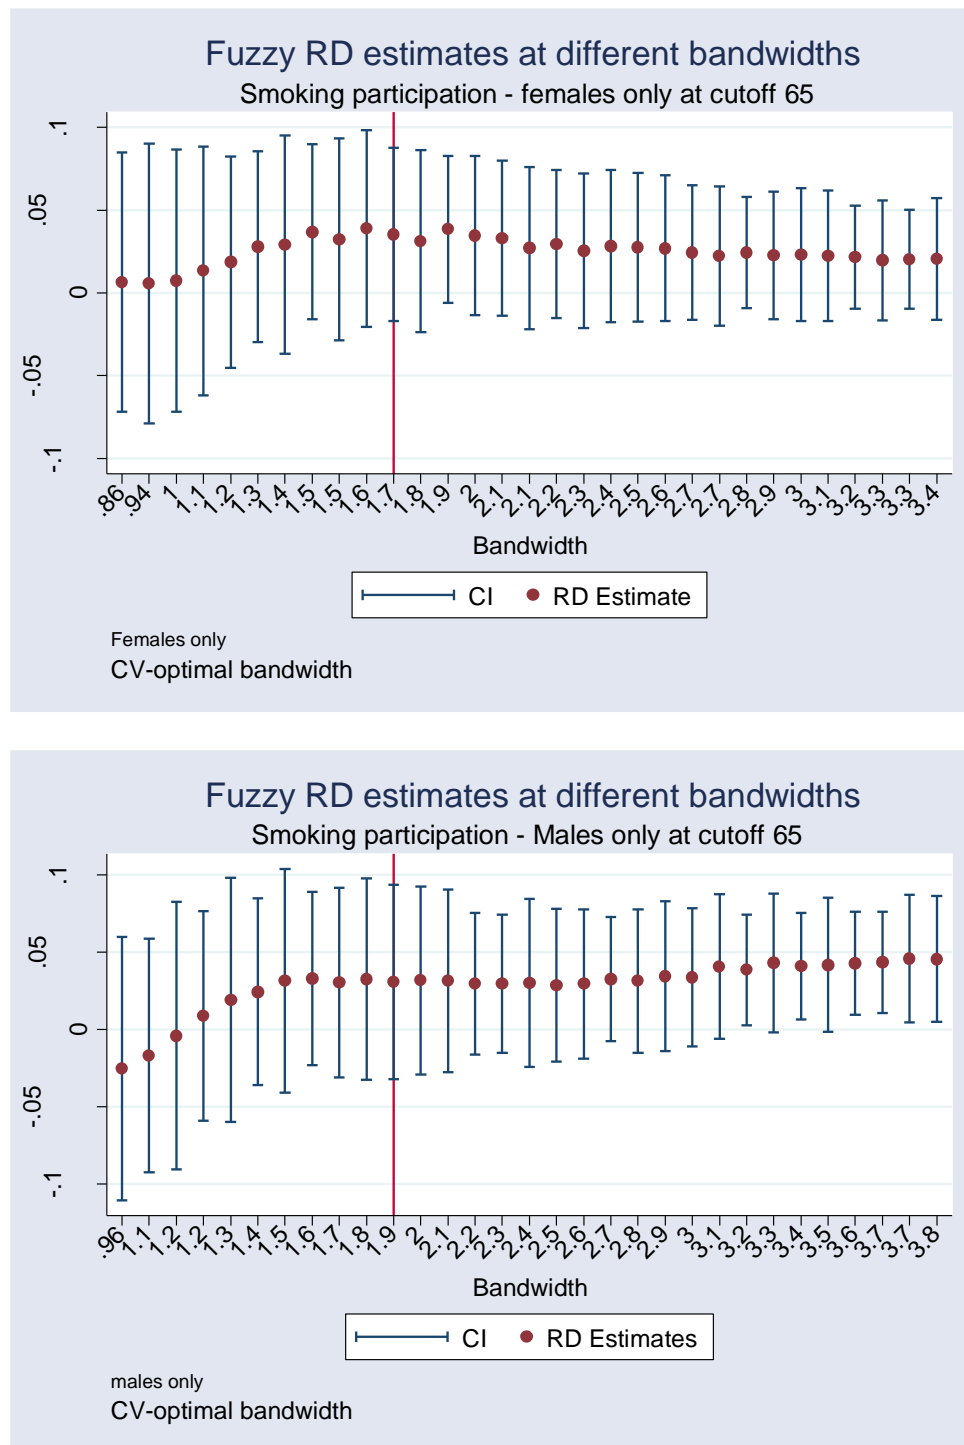 Fuzzy RD estimates at different bandwidths
Smoking participation - females only at cutoff 65
.1
.05
0
-.05
-.1
.86 .94 1 1.1 1.2 1.3 1.4 1.5 1.5 1.6 1.7 1.8 1.9 2 2.1 2.1 2.2 2.3 2.4 2.5 2.6 2.7 2.7 2.8 2.9 3 3.1 3.2 3.3 3.3 3.4
Bandwidth
CI RD Estimate
Females only
CV-optimal bandwidth
Fuzzy RD estimates at different bandwidths
Smoking participation - Males only at cutoff 65
.1
.05
0
-.05
-.1
.96 1.1 1.2 1.2 1.3 1.4 1.5 1.6 1.7 1.8 1.9 2 2.1 2.2 2.3 2.4 2.5 2.6 2.7 2.8 2.9 3 3.1 3.2 3.3 3.4 3.5 3.6 3.7 3.7 3.8
Bandwidth
CI RD Estimates
males only
CV-optimal bandwidth